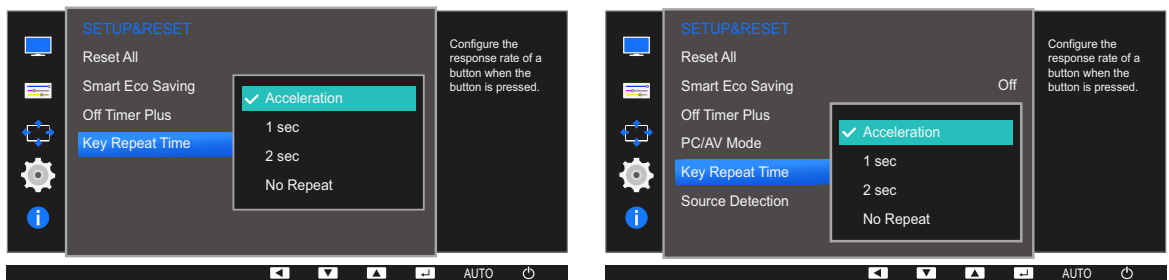 SETUP&RESET
Reset All
Smart Eco Saving
Off Timer Plus
Key Repeat Time
Acceleration
1 sec
2 sec
No Repeat
Configure the
response rate of a
button when the
button is pressed.
AUTO
SETUP&RESET
Reset All
Smart Eco Saving Off
Off Timer Plus
PC/AV Mode
Key Repeat Time
Source Detection
Acceleration
1 sec
2 sec
No Repeat
Configure the
response rate of a
button when the
button is pressed.
AUTO